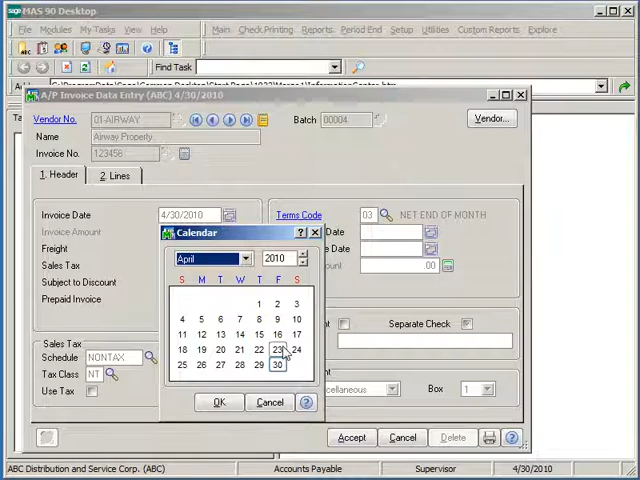 sage MAS 90 Desktop
File Modules My Tasks View Help Main Check Printing Reports Period End Setup Utilities Custom Reports Explore
Find Task
A/P Invoice Data Entry (ABC) 4/30/2010
Vendor No. 01-AIRWAY Batch 00004 Vendor...
Name Airway Property
Invoice No. 123456
1. Header 2. Lines
Invoice Date 4/30/2010 Terms Code 03 NET END OF MONTH
Invoice Amount
Freight
Sales Tax .00
Subject to Discount
Prepaid Invoice
Calendar
April 2010
S M T W T F S
1 2 3
4 5 6 7 8 9 10
11 12 13 14 15 16 17
18 19 20 21 22 23 24
25 26 27 28 29 30
OK Cancel
Separate Check
Sales Tax
Schedule NONTAX
Tax Class NT
Use Tax
Box 1
Accept Cancel Delete
ABC Distribution and Service Corp. (ABC) Accounts Payable Supervisor 4/30/2010